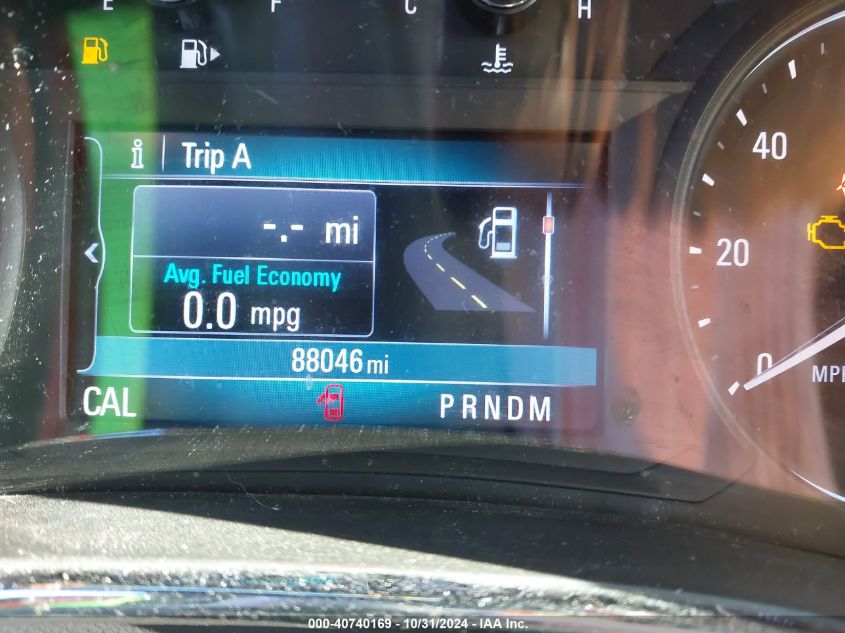 E F C H
i Trip A
-.- mi
Avg. Fuel Economy
0.0 mpg
88046 mi
CAL PRNDM
40
20
0
MPH
000-40740169 - 10/31/2024 - IAA Inc.